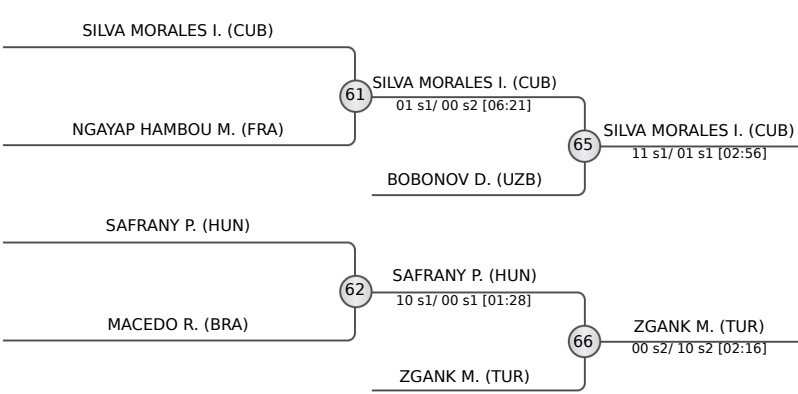 SILVA MORALES I. (CUB)
61
SILVA MORALES I. (CUB)
01 s1/ 00 s2 [06:21]
NGAYAP HAMBOU M. (FRA)
65
SILVA MORALES I. (CUB)
11 s1/ 01 s1 [02:56]
BOBONOV D. (UZB)
SAFRANY P. (HUN)
62
SAFRANY P. (HUN)
10 s1/ 00 s1 [01:28]
MACEDO R. (BRA)
66
ZGANK M. (TUR)
00 s2/ 10 s2 [02:16]
ZGANK M. (TUR)